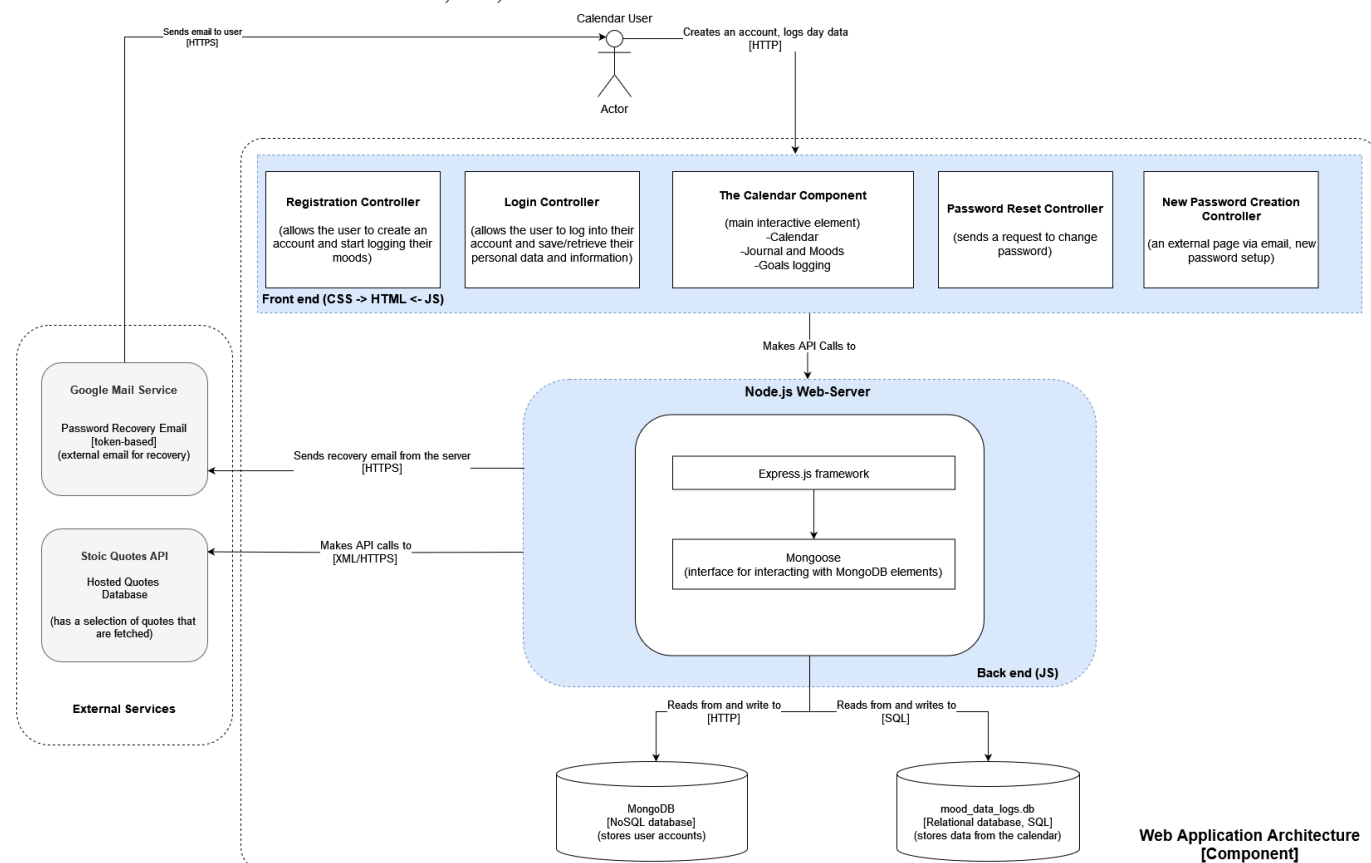 Calendar User
Sends email to user
[HTTPS]
Creates an account, logs day data
[HTTP]
Actor
Registration Controller
(allows the user to create an
account and start logging their
moods)
Login Controller
(allows the user to log into their
account and save/retrieve their
personal data and information)
The Calendar Component
(main interactive element)
-Calendar
-Journal and Moods
-Goals logging
Password Reset Controller
(sends a request to change
password)
New Password Creation
Controller
(an external page via email, new
password setup)
Front end (CSS -> HTML <- JS)
Makes API Calls to
Google Mail Service
Password Recovery Email
[token-based]
(external email for recovery)
Sends recovery email from the server
[HTTPS]
Stoic Quotes API
Hosted Quotes
Database
(has a selection of quotes that
are fetched)
Makes API calls to
[XML/HTTPS]
External Services
Node.js Web-Server
Express.js framework
Mongoose
(interface for interacting with MongoDB elements)
Back end (JS)
Reads from and write to
[HTTP]
Reads from and writes to
[SQL]
MongoDB
[NoSQL database]
(stores user accounts)
mood_data_logs.db
[Relational database, SQL]
(stores data from the calendar)
Web Application Architecture
[Component]